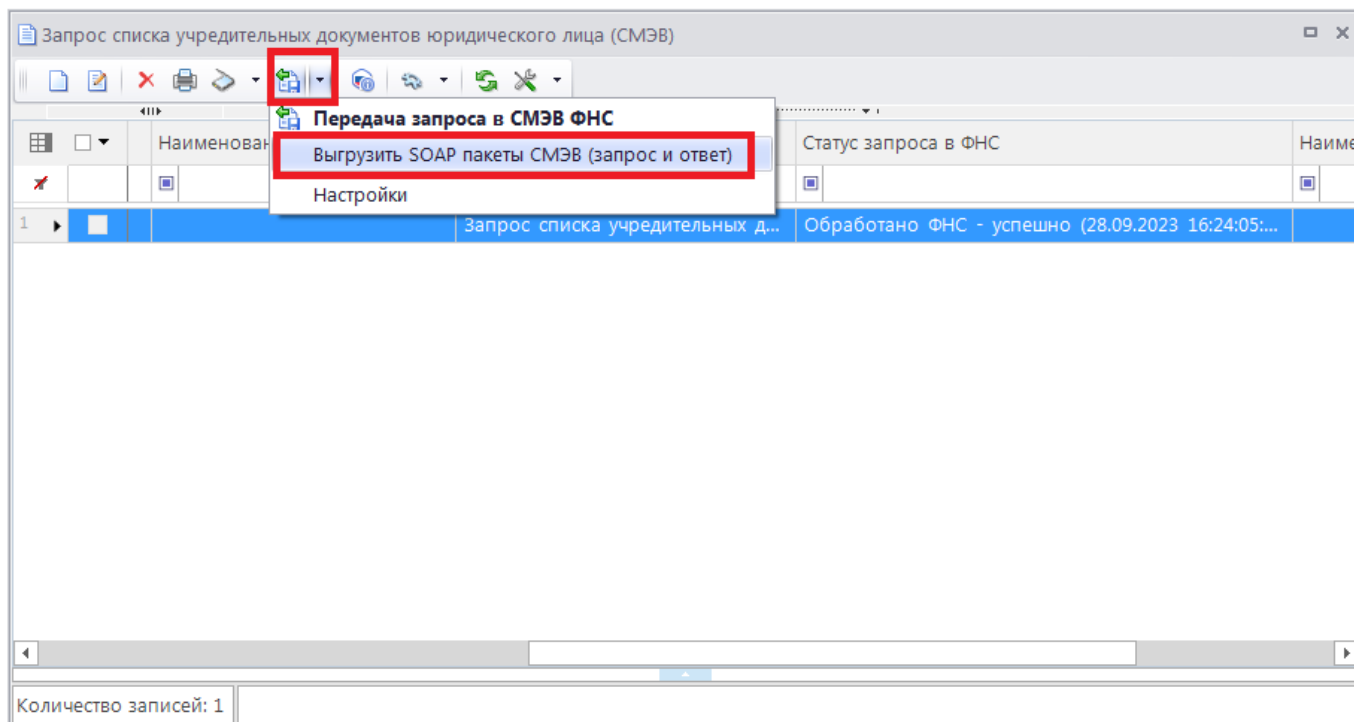 Запрос списка учредительных документов юридического лица (СМЭВ)
Передача запроса в СМЭВ ФНС
Выгрузить SOAP пакеты СМЭВ (запрос и ответ)
Настройки
Наименован Статус запроса в ФНС Наиме
1 Запрос списка учредительных д... Обработано ФНС - успешно (28.09.2023 16:24:05:...
Количество записей: 1